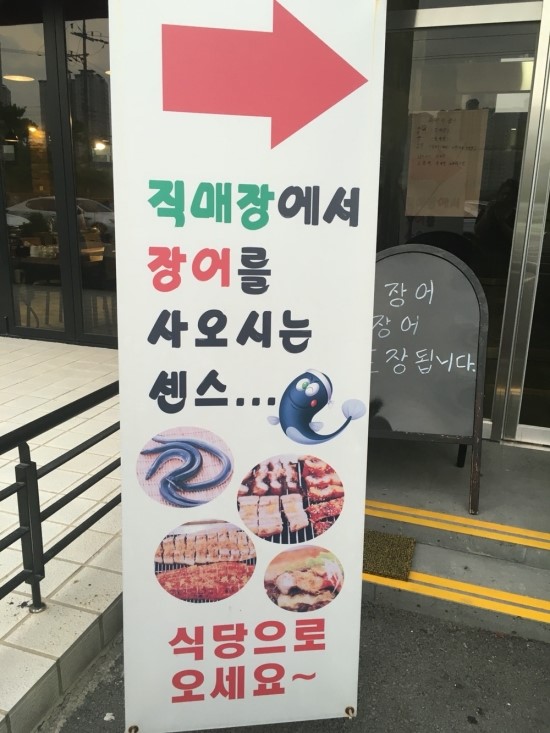 직매장에서
장어를
사오시는
센스...
식당으로
오세요~
장어
장어
장됩니다.